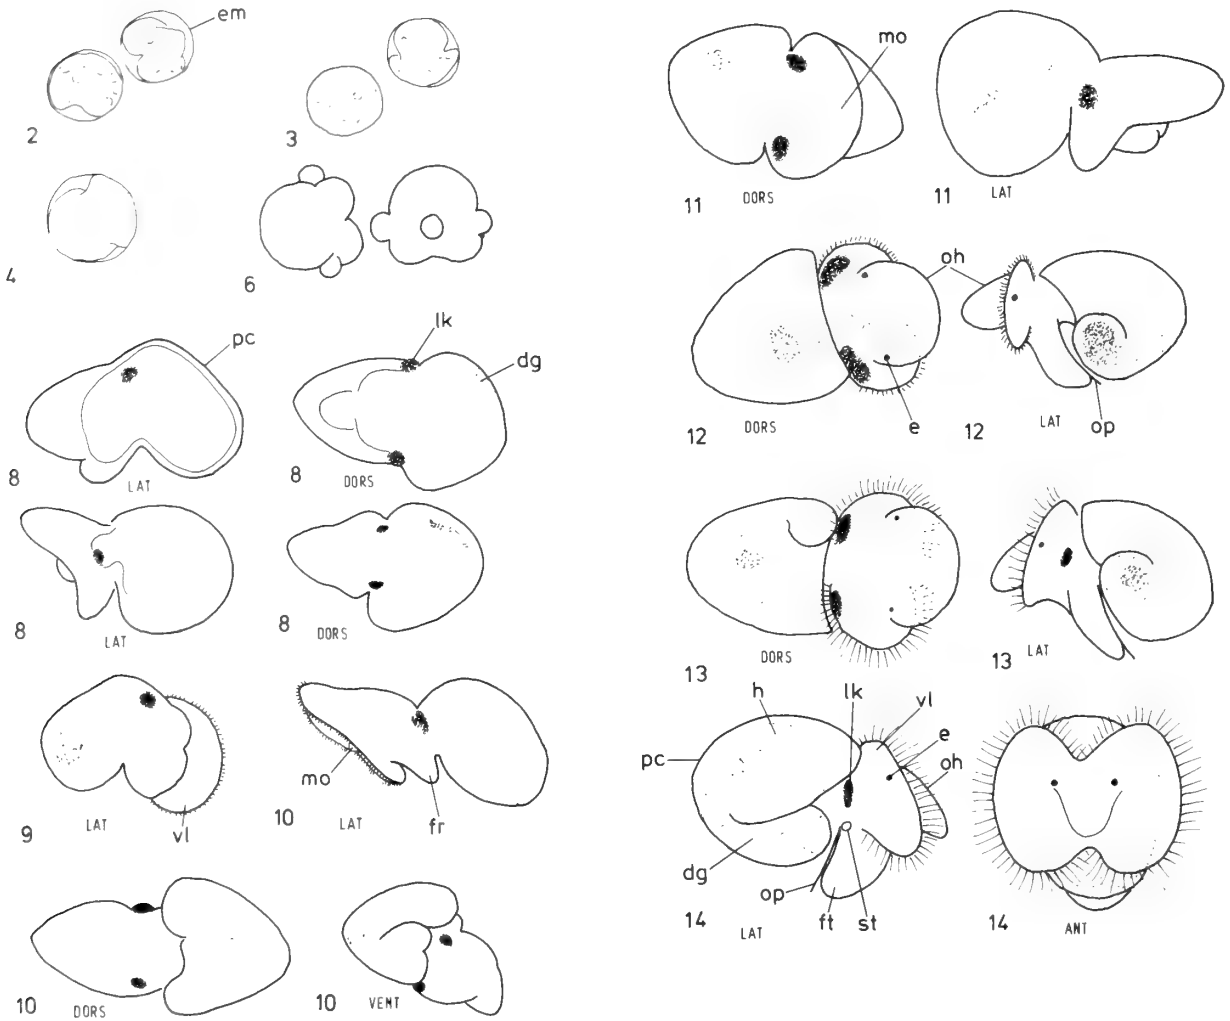 em
2
3
4
6
pc
lk
dg
8 LAT
8 DORS
8 LAT
8 DORS
9 LAT
vl
mo
10 LAT
fr
10 DORS
10 VENT
mo
11 DORS
11 LAT
oh
12 DORS
e
12 LAT
op
13 DORS
13 LAT
h
lk
vl
e
oh
pc
dg
op
ft
st
14 LAT
14 ANT